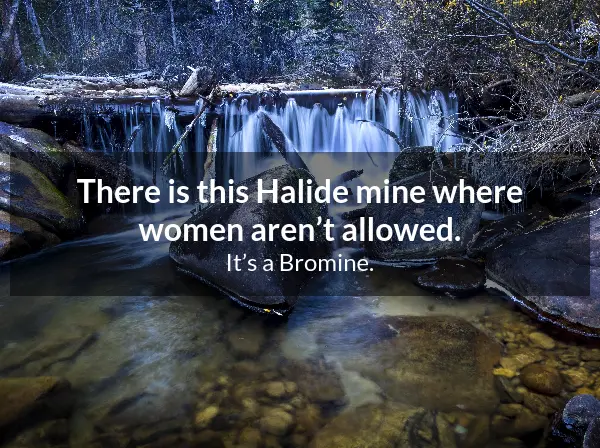 There is this Halide mine where
women aren’t allowed.
It’s a Bromine.